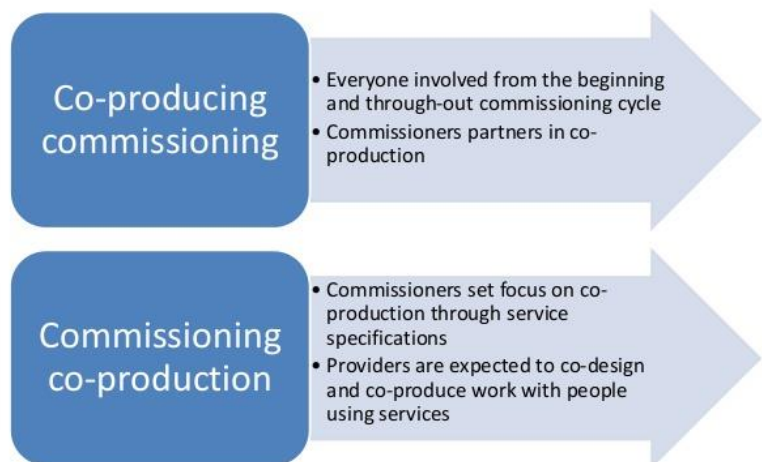 Co-producing
commissioning
• Everyone involved from the beginning
and through-out commissioning cycle
• Commissioners partners in co-
production
Commissioning
co-production
• Commissioners set focus on co-
production through service
specifications
• Providers are expected to co-design
and co-produce work with people
using services